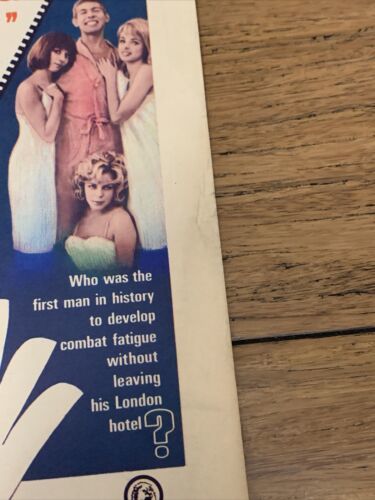 "
Who was the
first man in history
to develop
combat fatigue
without
leaving
his London
hotel?